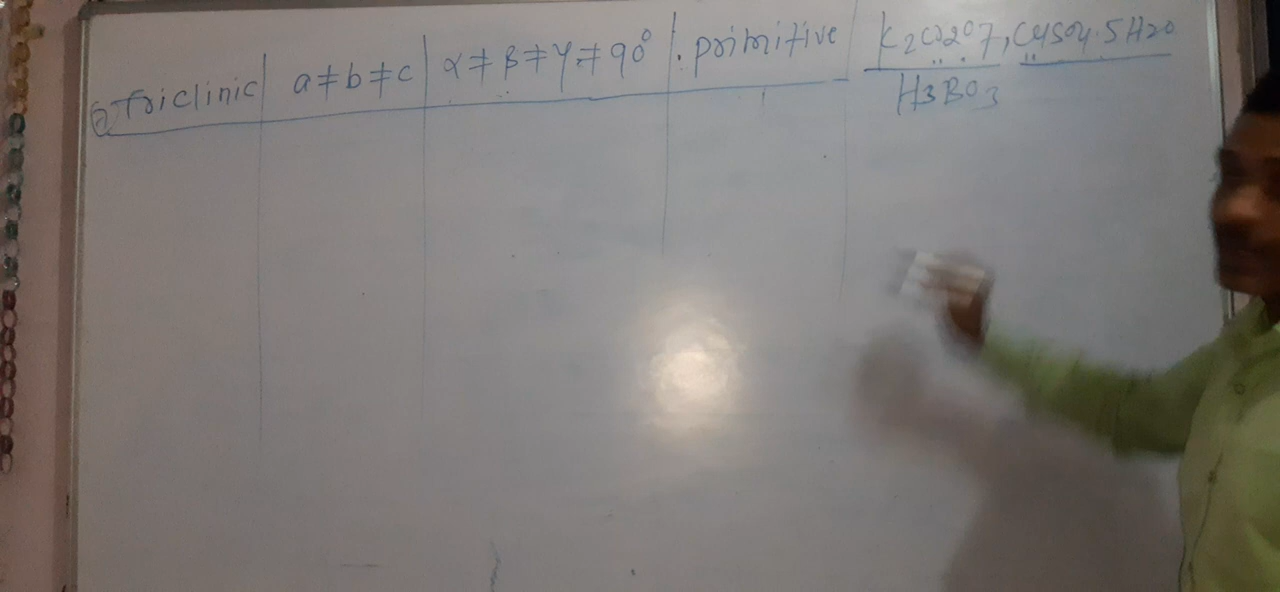 ⑦ Triclinic a≠b≠c α≠β≠γ≠90° primitive K2Cr2O7, CuSO4.5H2O
H3BO3